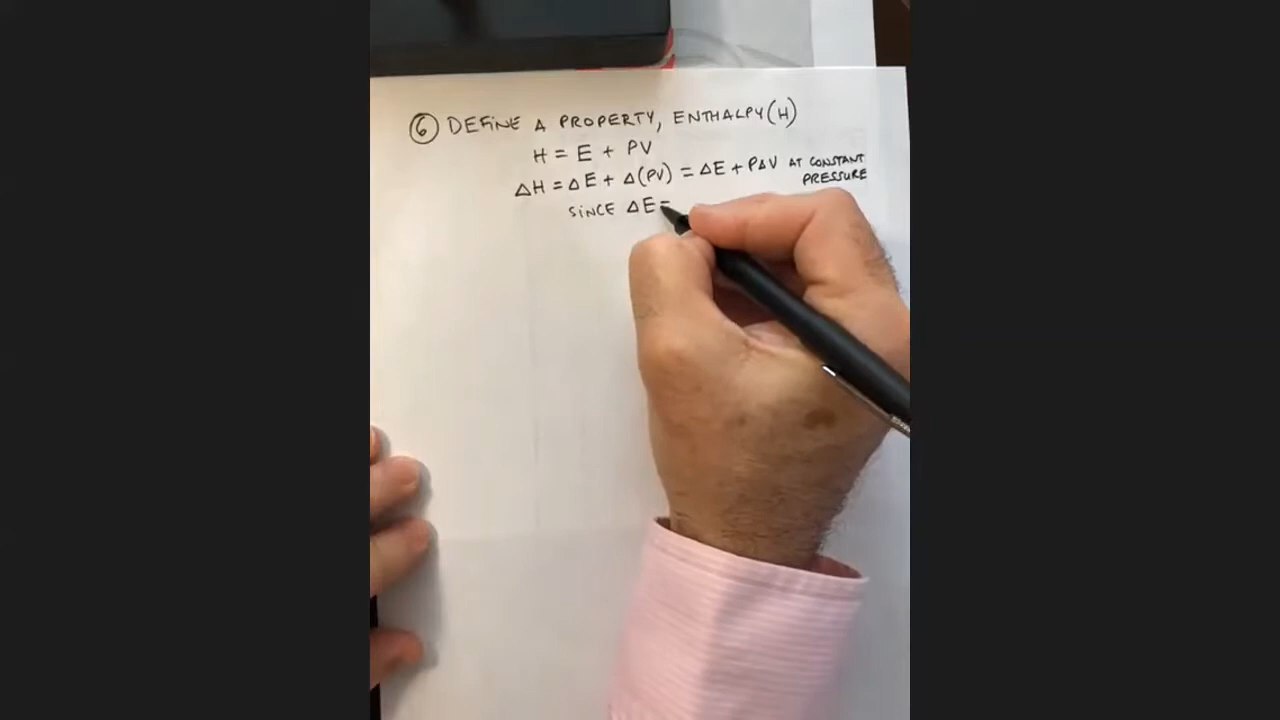 ⑥ DEFINE A PROPERTY, ENTHALPY(H)
H = E + PV
ΔH = ΔE + Δ(PV) = ΔE + PΔV AT CONSTANT
PRESSURE
SINCE ΔE=